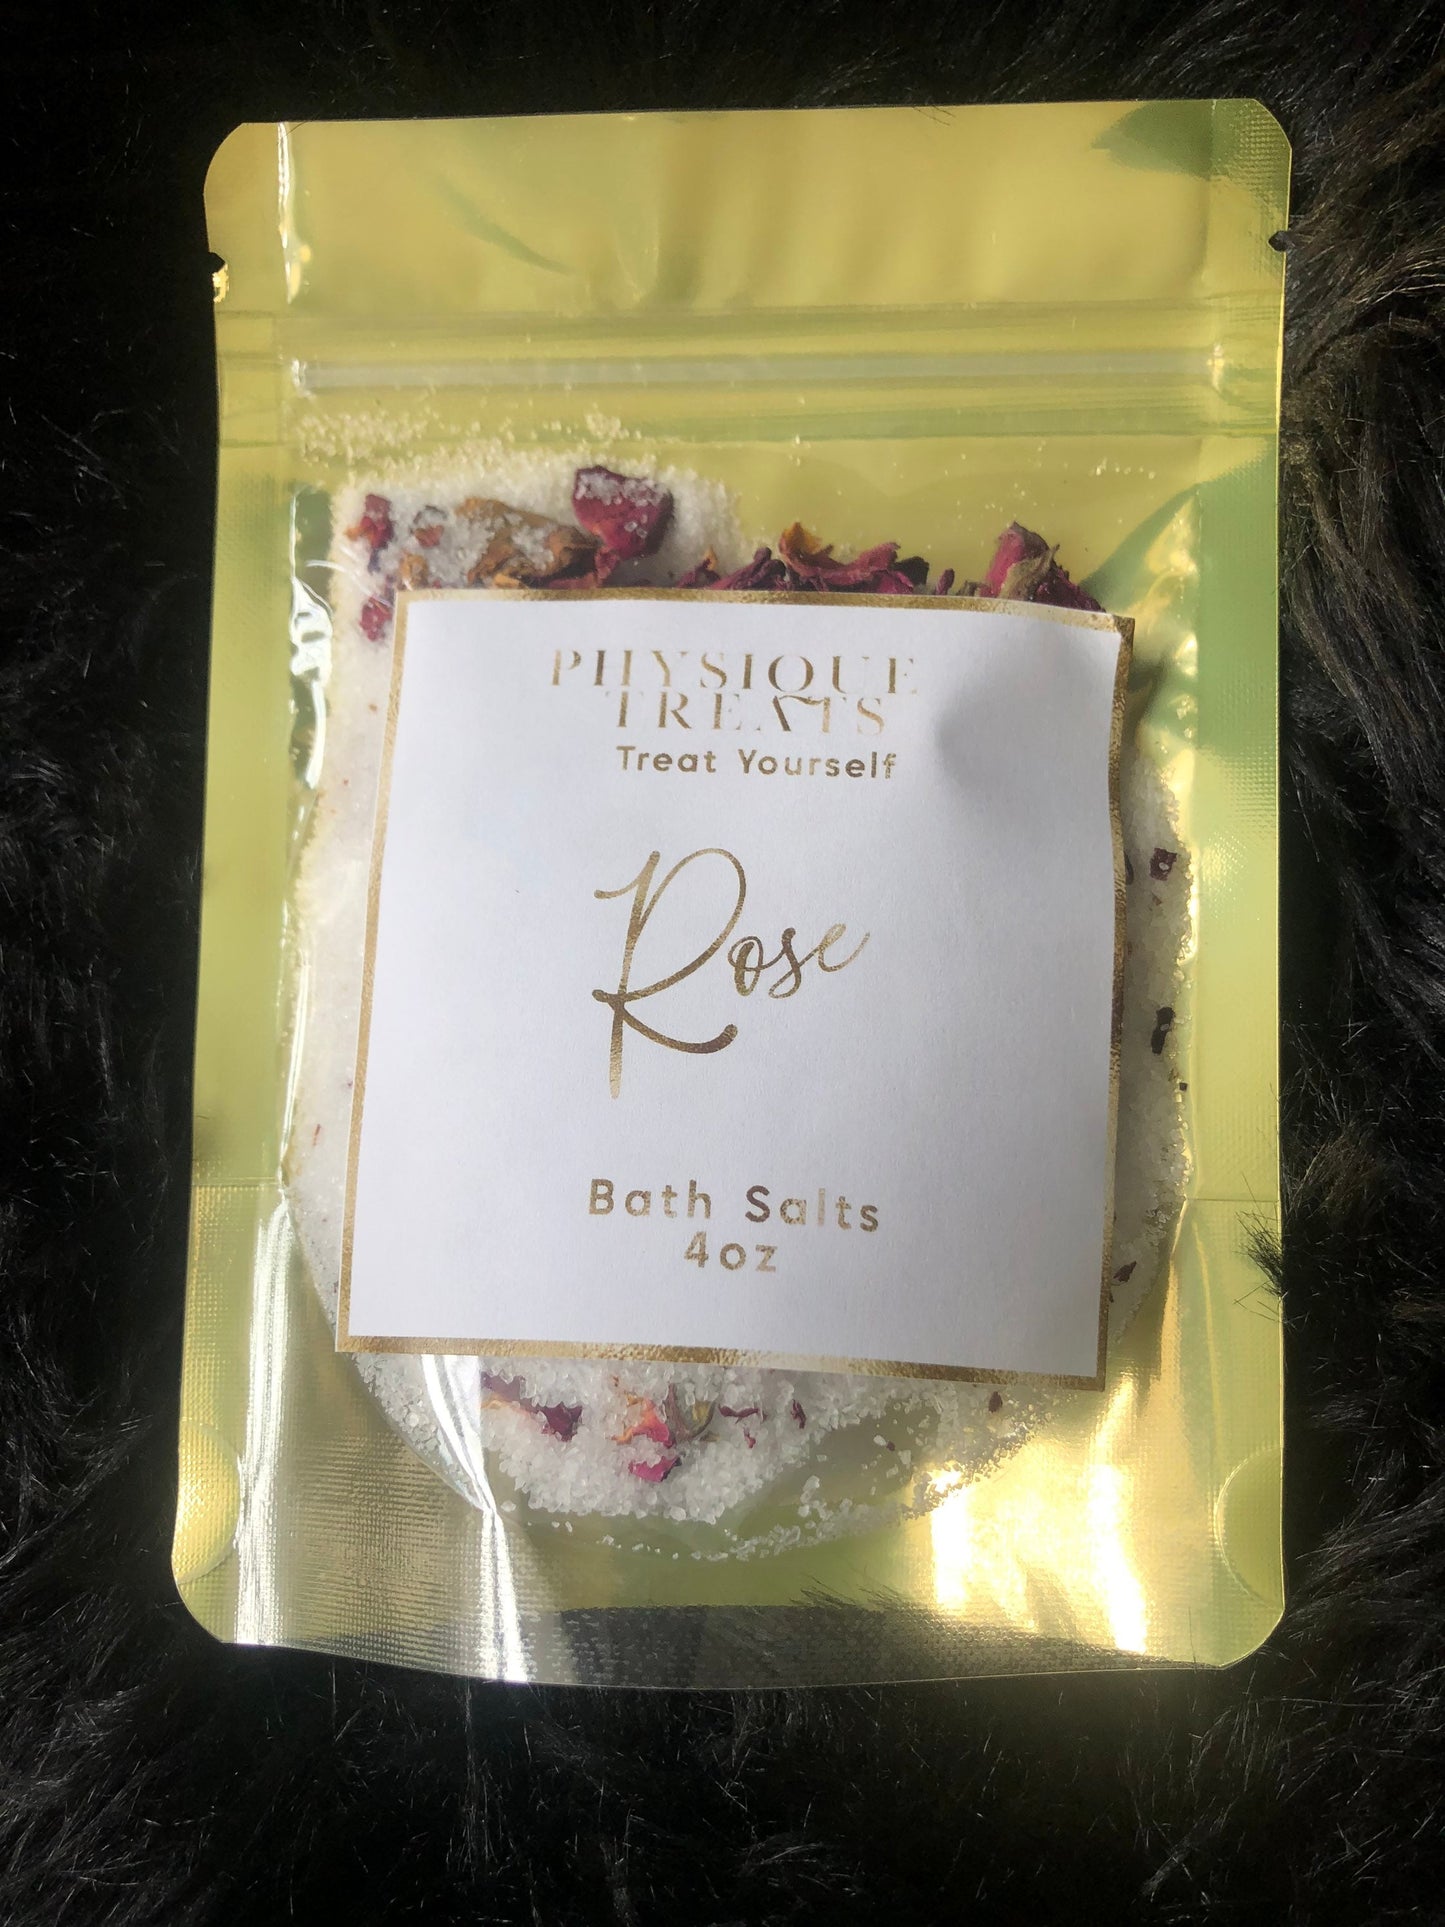 PHYSIQUE
TREATS
Treat Yourself
Rose
Bath Salts
4oz